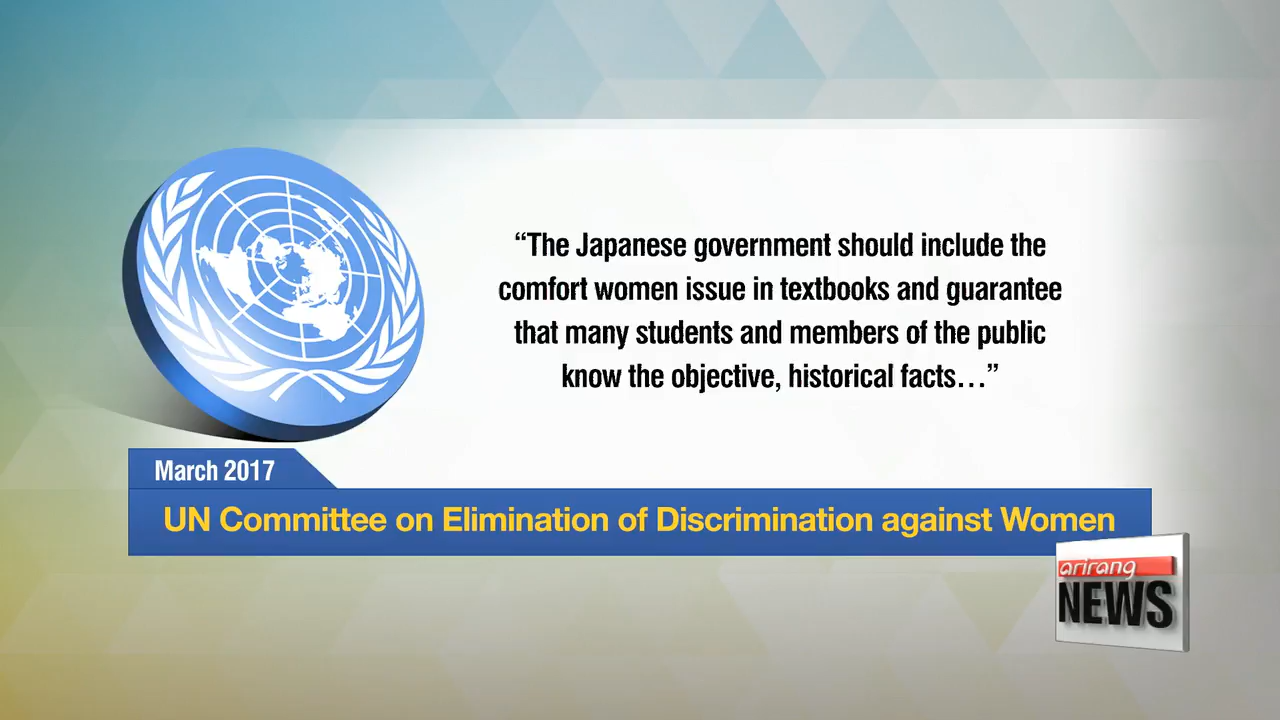 “The Japanese government should include the
comfort women issue in textbooks and guarantee
that many students and members of the public
know the objective, historical facts…”
March 2017
UN Committee on Elimination of Discrimination against Women
arirang
NEWS